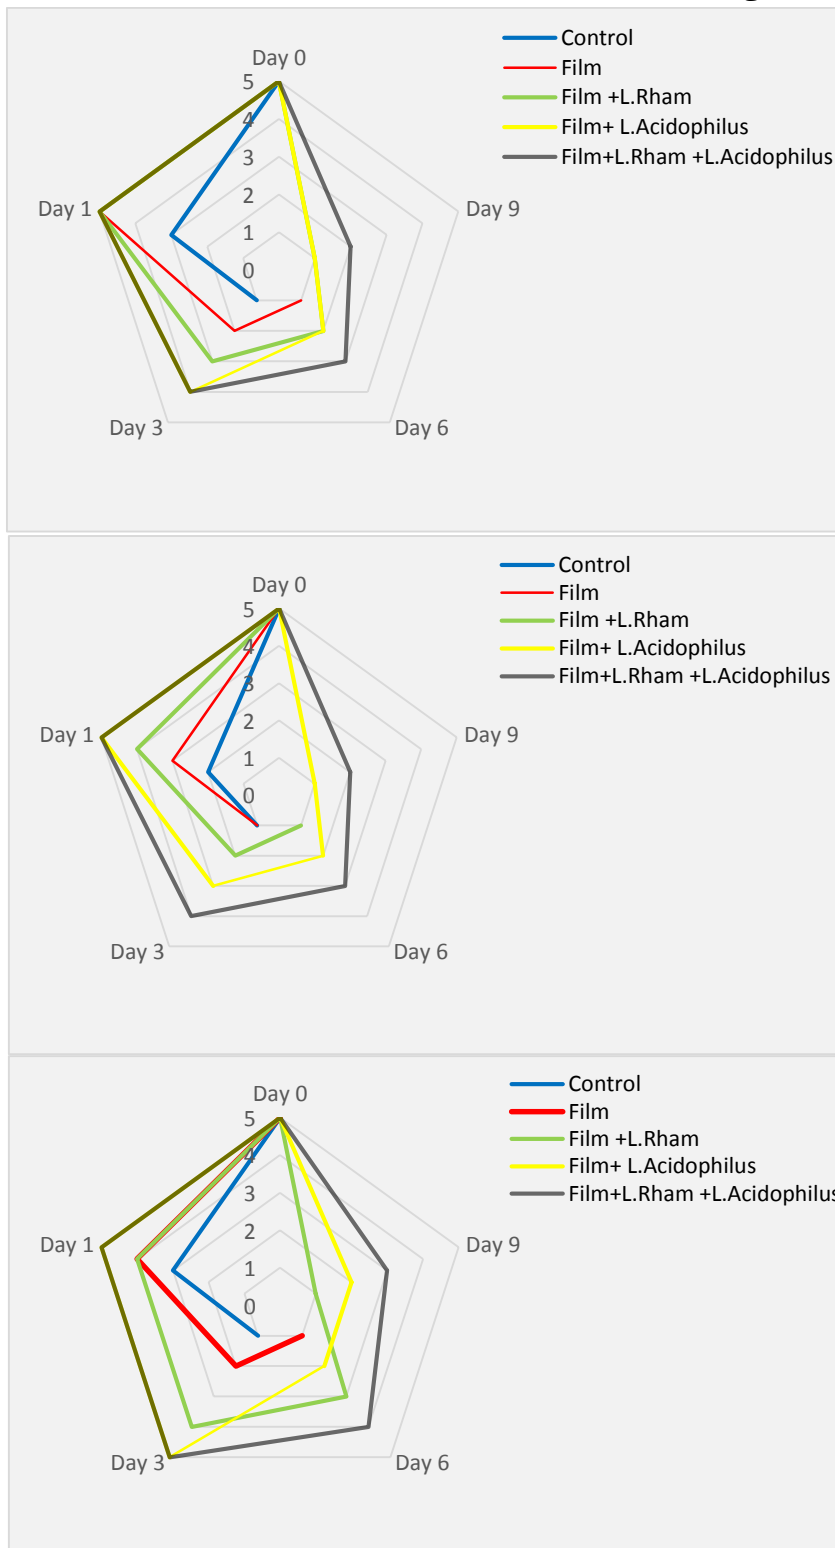 Day 0
Day 9
Day 6
Day 3
Day 1
5
4
3
2
1
0
Control
Film
Film +L.Rham
Film+ L.Acidophilus
Film+L.Rham +L.Acidophilus
Day 0
Day 9
Day 6
Day 3
Day 1
5
4
3
2
1
0
Control
Film
Film +L.Rham
Film+ L.Acidophilus
Film+L.Rham +L.Acidophilus
Day 0
Day 9
Day 6
Day 3
Day 1
5
4
3
2
1
0
Control
Film
Film +L.Rham
Film+ L.Acidophilus
Film+L.Rham +L.Acidophilus